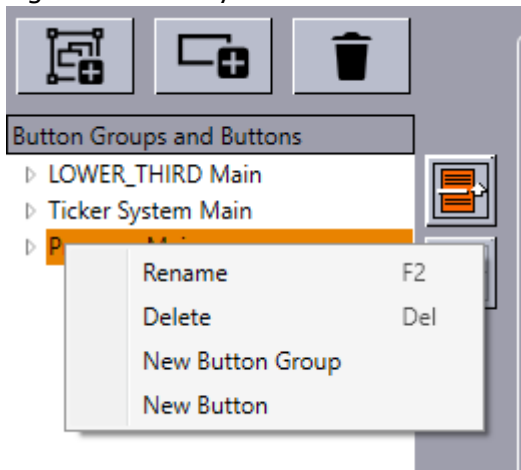 Button Groups and Buttons
LOWER_THIRD Main
Ticker System Main
Rename F2
Delete Del
New Button Group
New Button